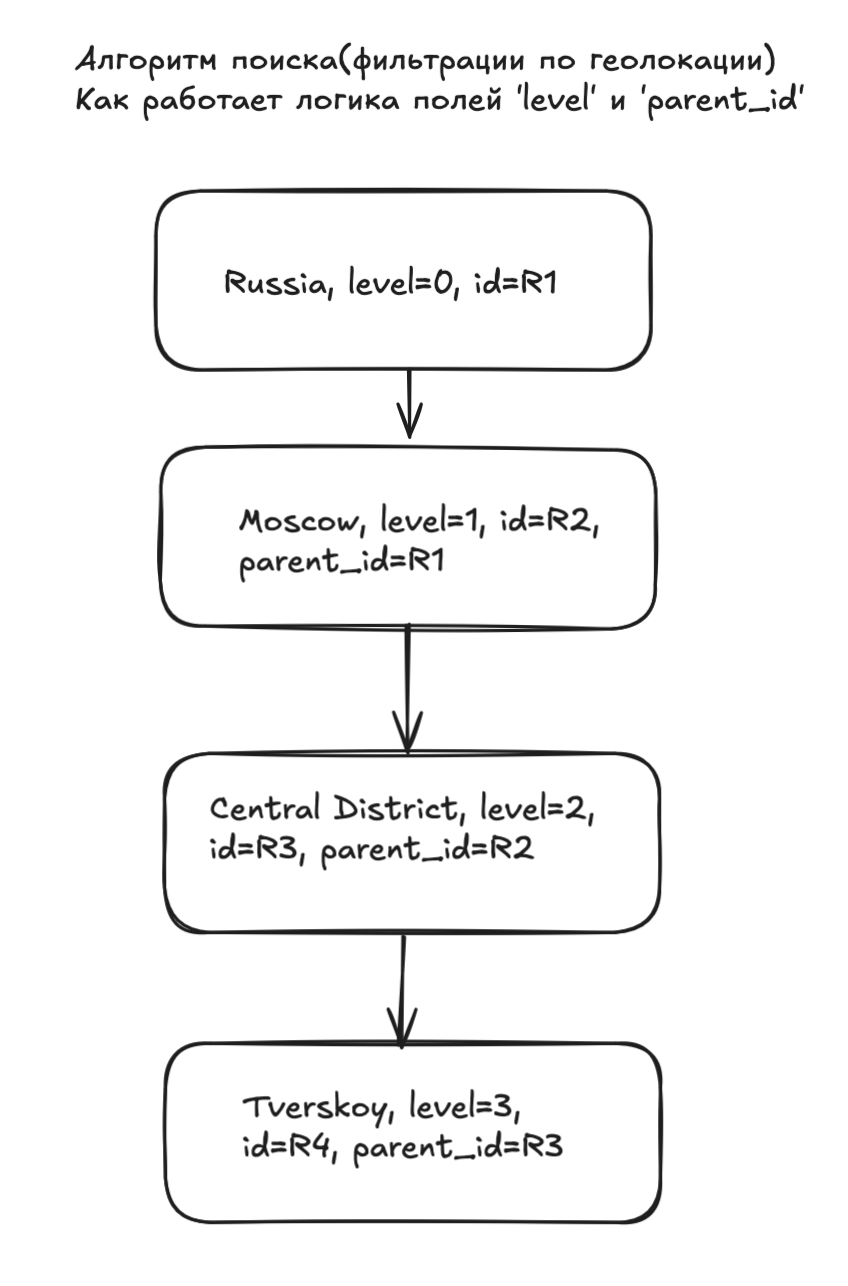 Алгоритм поиска(фильтрации по геолокации)
Как работает логика полей 'level' и 'parent_id'
Russia, level=0, id=R1
Moscow, level=1, id=R2,
parent_id=R1
Central District, level=2,
id=R3, parent_id=R2
Tverskoy, level=3,
id=R4, parent_id=R3